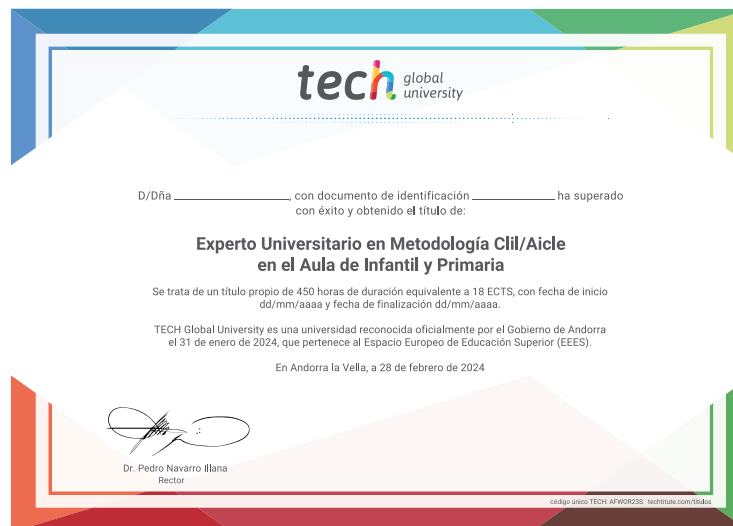 tech global university
D/Dña ____________________, con documento de identificación ______________ ha superado
con éxito y obtenido el título de:
Experto Universitario en Metodología Clil/Aicle
en el Aula de Infantil y Primaria
Se trata de un título propio de 450 horas de duración equivalente a 18 ECTS, con fecha de inicio
dd/mm/aaaa y fecha de finalización dd/mm/aaaa.
TECH Global University es una universidad reconocida oficialmente por el Gobierno de Andorra
el 31 de enero de 2024, que pertenece al Espacio Europeo de Educación Superior (EEES).
En Andorra la Vella, a 28 de febrero de 2024
Dr. Pedro Navarro Illana
Rector
código único TECH: AFWOR23S techtitute.com/titulos